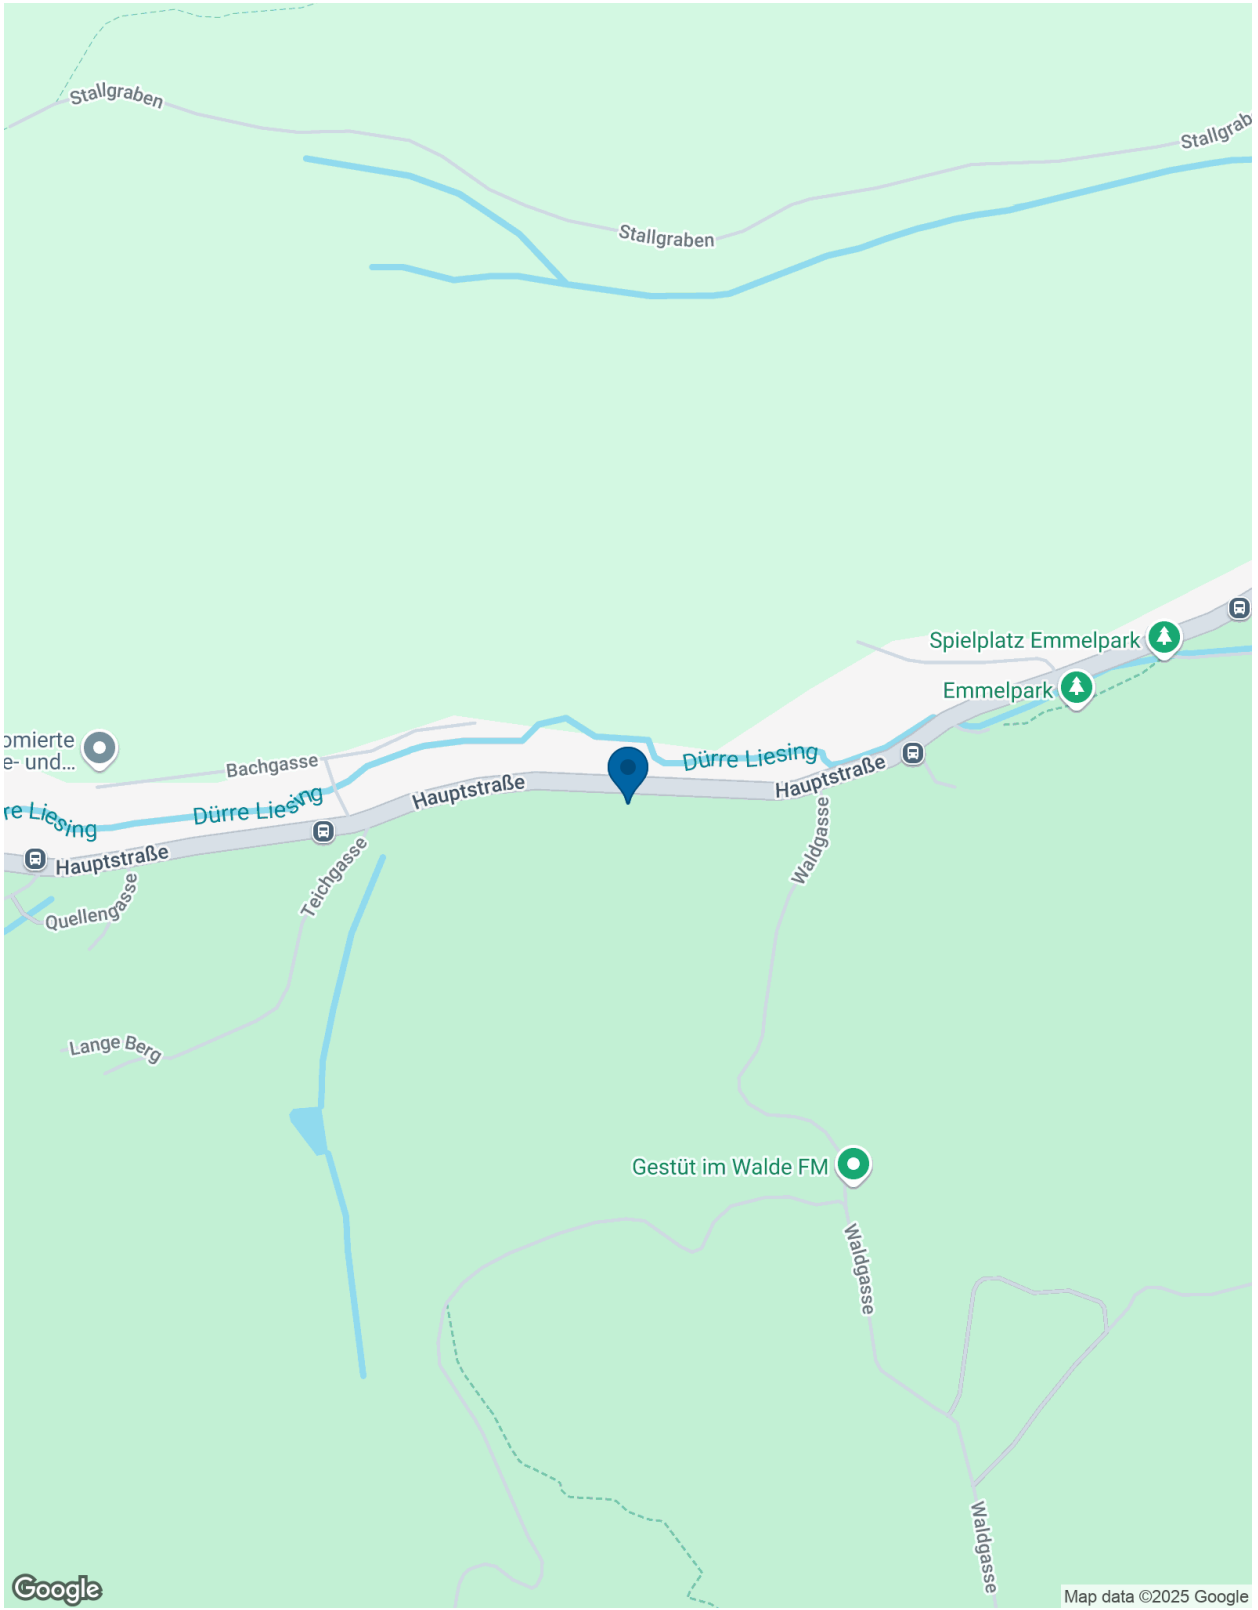 Stallgraben
Stallgrab
Stallgraben
Spielplatz Emmelpark
Emmelpark
omierte
e- und...
Bachgasse
Dürre Liesing
Hauptstraße
Hauptstraße
Dürre Liesing
re Liesing
Hauptstraße
Waldgasse
Teichgasse
Quellengasse
Lange Berg
Gestüt im Walde FM
Waldgasse
Waldgasse
Google
Map data ©2025 Google